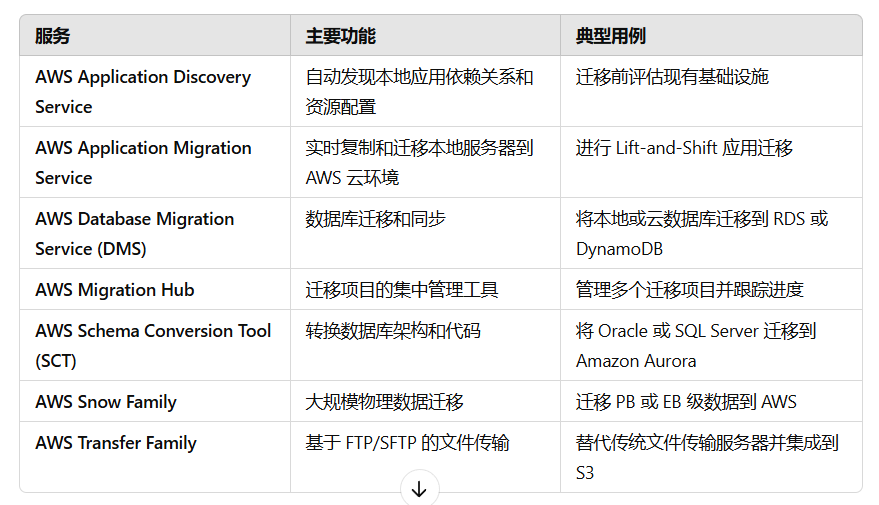 服务 主要功能 典型用例
AWS Application Discovery 自动发现本地应用依赖关系和 迁移前评估现有基础设施
Service 资源配置
AWS Application Migration 实时复制和迁移本地服务器到 进行 Lift-and-Shift 应用迁移
Service AWS 云环境
AWS Database Migration 数据库迁移和同步 将本地或云数据库迁移到 RDS 或
Service (DMS) DynamoDB
AWS Migration Hub 迁移项目的集中管理工具 管理多个迁移项目并跟踪进度
AWS Schema Conversion Tool 转换数据库架构和代码 将 Oracle 或 SQL Server 迁移到
(SCT) Amazon Aurora
AWS Snow Family 大规模物理数据迁移 迁移 PB 或 EB 级数据到 AWS
AWS Transfer Family 基于 FTP/SFTP 的文件传输 替代传统文件传输服务器并集成到
S3